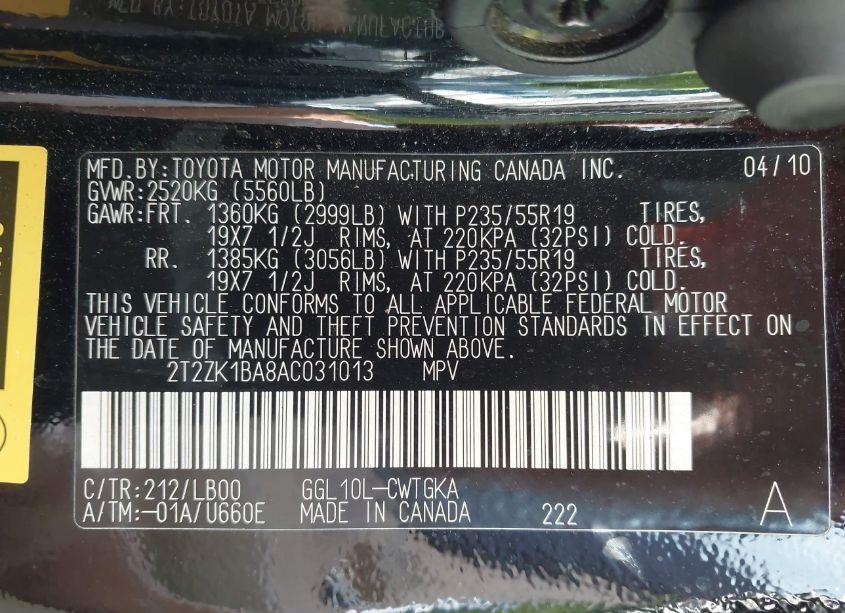 MFD.BY:TOYOTA MOTOR MANUFACTURING CANADA INC. 04/10
GVWR:2520KG (5560LB)
GAWR:FRT. 1360KG (2999LB) WITH P235/55R19 TIRES,
19X7 1/2J RIMS, AT 220KPA (32PSI) COLD.
RR. 1385KG (3056LB) WITH P235/55R19 TIRES,
19X7 1/2J RIMS, AT 220KPA (32PSI) COLD.
THIS VEHICLE CONFORMS TO ALL APPLICABLE FEDERAL MOTOR
VEHICLE SAFETY AND THEFT PREVENTION STANDARDS IN EFFECT ON
THE DATE OF MANUFACTURE SHOWN ABOVE.
2T2ZK1BA8AC031013 MPV
C/TR:212/LB00 GGL10L-CWTGKA
A/TM:-01A/U660E MADE IN CANADA 222 A